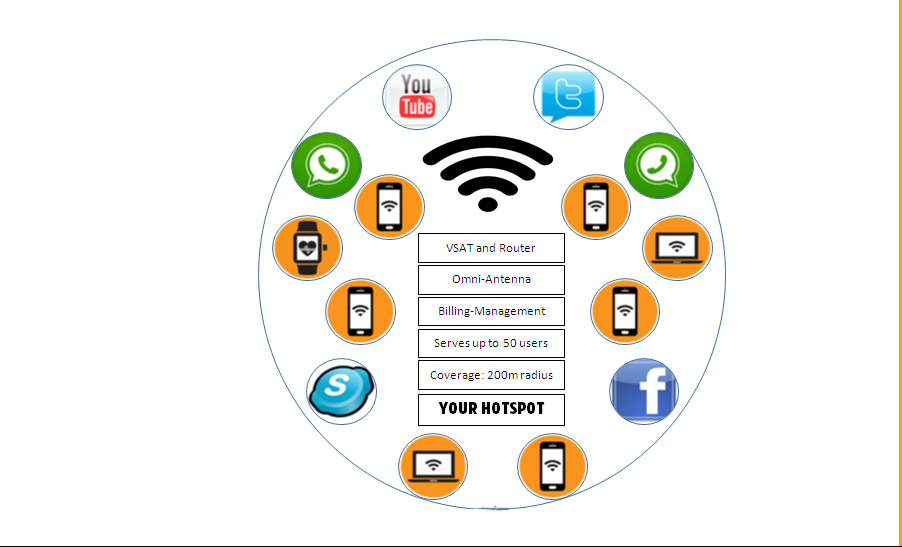 You
Tube
VSAT and Router
Omni-Antenna
Billing-Management
Serves up to 50 users
Coverage: 200m radius
YOUR HOTSPOT